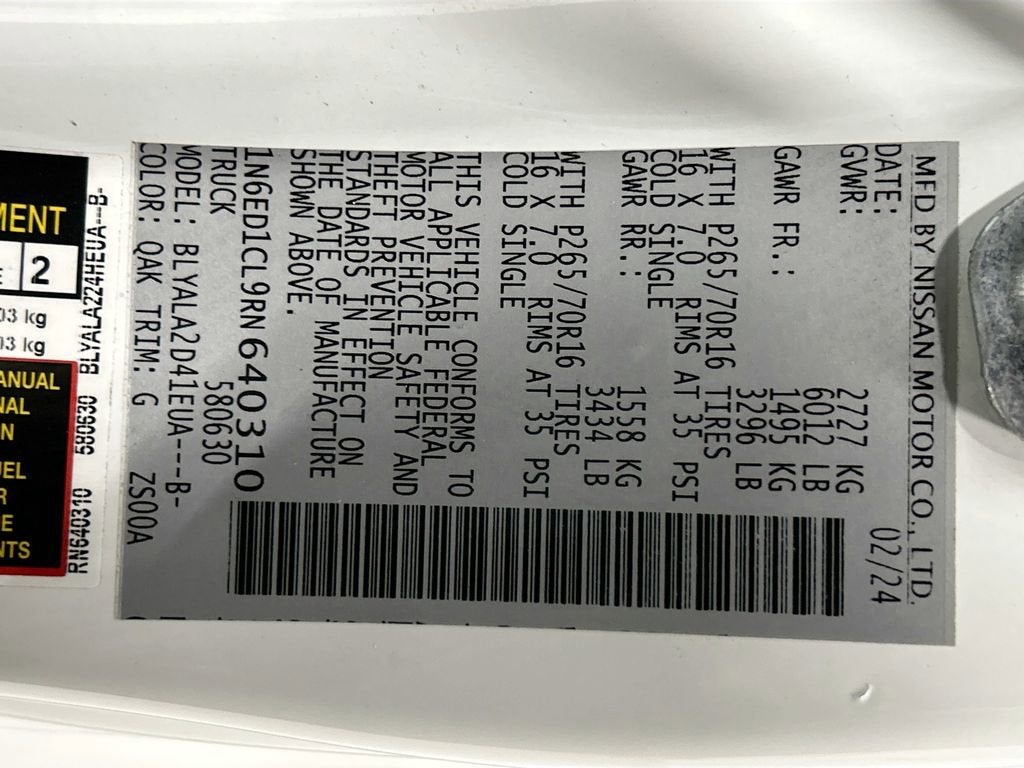 MFD BY NISSAN MOTOR CO., LTD.
DATE: 02/24
GVWR: 2727 KG
6012 LB
GAWR FR.: 1495 KG
3296 LB
WITH P265/70R16 TIRES
16 X 7.0 RIMS AT 35 PSI
COLD SINGLE
GAWR RR.: 1558 KG
3434 LB
WITH P265/70R16 TIRES
16 X 7.0 RIMS AT 35 PSI
COLD SINGLE
THIS VEHICLE CONFORMS TO
ALL APPLICABLE FEDERAL
MOTOR VEHICLE SAFETY AND
THEFT PREVENTION
STANDARDS IN EFFECT ON
THE DATE OF MANUFACTURE
SHOWN ABOVE.
1N6ED1CL9RN640310
TRUCK 580630
MODEL: BLYALA2D41EUA---B-
COLOR: QAK TRIM: G ZS00A
RN640310 580630 BLYALA224HEUA--B-
MENT
2
03 kg
03 kg
ANUAL
NAL
N
UEL
R
E
NTS